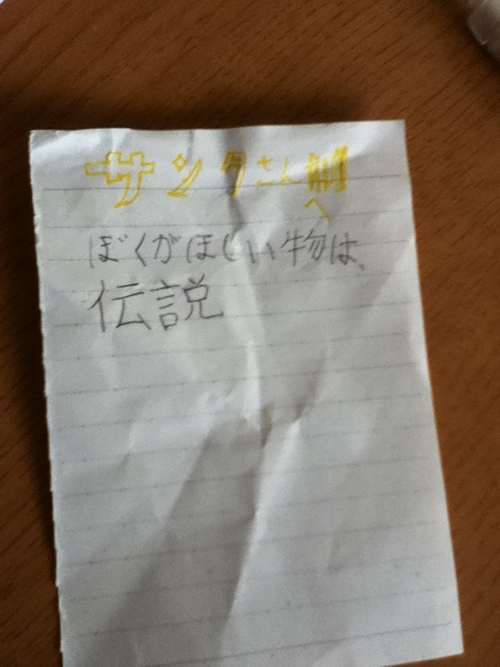 サンタさん
へ
ぼくがほしい物は、
伝説